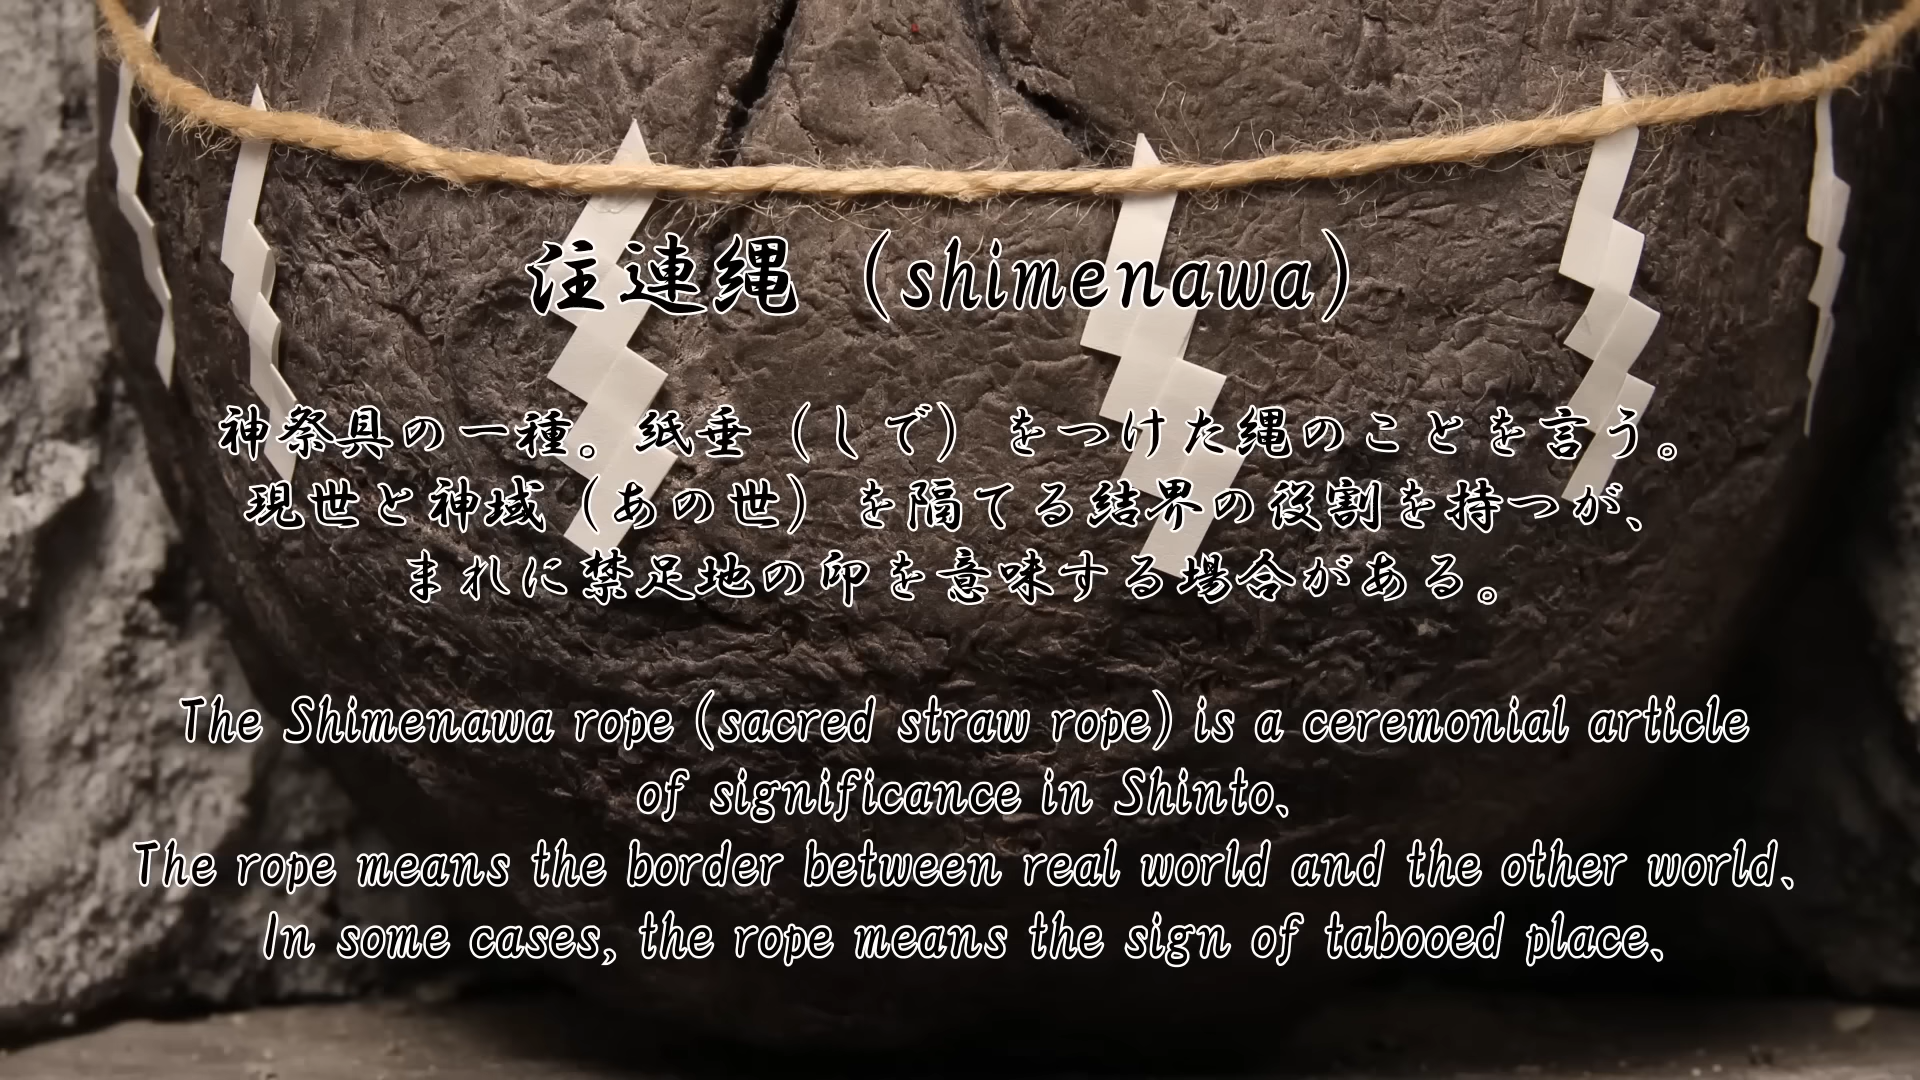 注連縄（shimenawa）
神祭具の一種。紙垂（しで）をつけた縄のことを言う。
現世と神域（あの世）を隔てる結界の役割を持つが、
まれに禁足地の印を意味する場合がある。
The Shimenawa rope (sacred straw rope) is a ceremonial article
of significance in Shinto、
The rope means the border between real world and the other world、
In some cases, the rope means the sign of tabooed place、